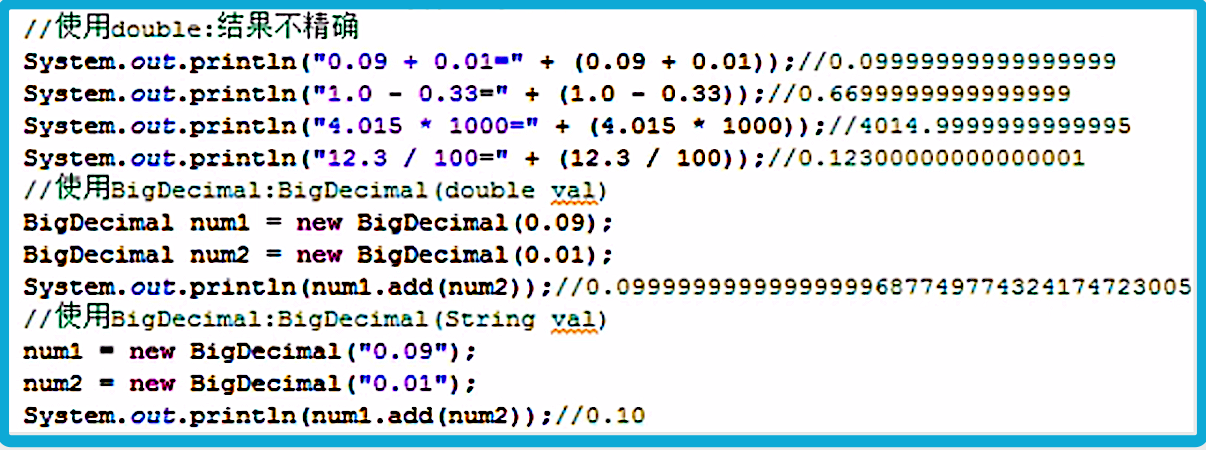 //使用double:结果不精确
System.out.println("0.09 + 0.01=" + (0.09 + 0.01));//0.09999999999999999
System.out.println("1.0 - 0.33=" + (1.0 - 0.33));//0.6699999999999999
System.out.println("4.015 * 1000=" + (4.015 * 1000));//4014.9999999999995
System.out.println("12.3 / 100=" + (12.3 / 100));//0.12300000000000001
//使用BigDecimal:BigDecimal(double val)
BigDecimal num1 = new BigDecimal(0.09);
BigDecimal num2 = new BigDecimal(0.01);
System.out.println(num1.add(num2));//0.09999999999999999968774977432417472300​5
//使用BigDecimal:BigDecimal(String val)
num1 = new BigDecimal("0.09");
num2 = new BigDecimal("0.01");
System.out.println(num1.add(num2));//0.10